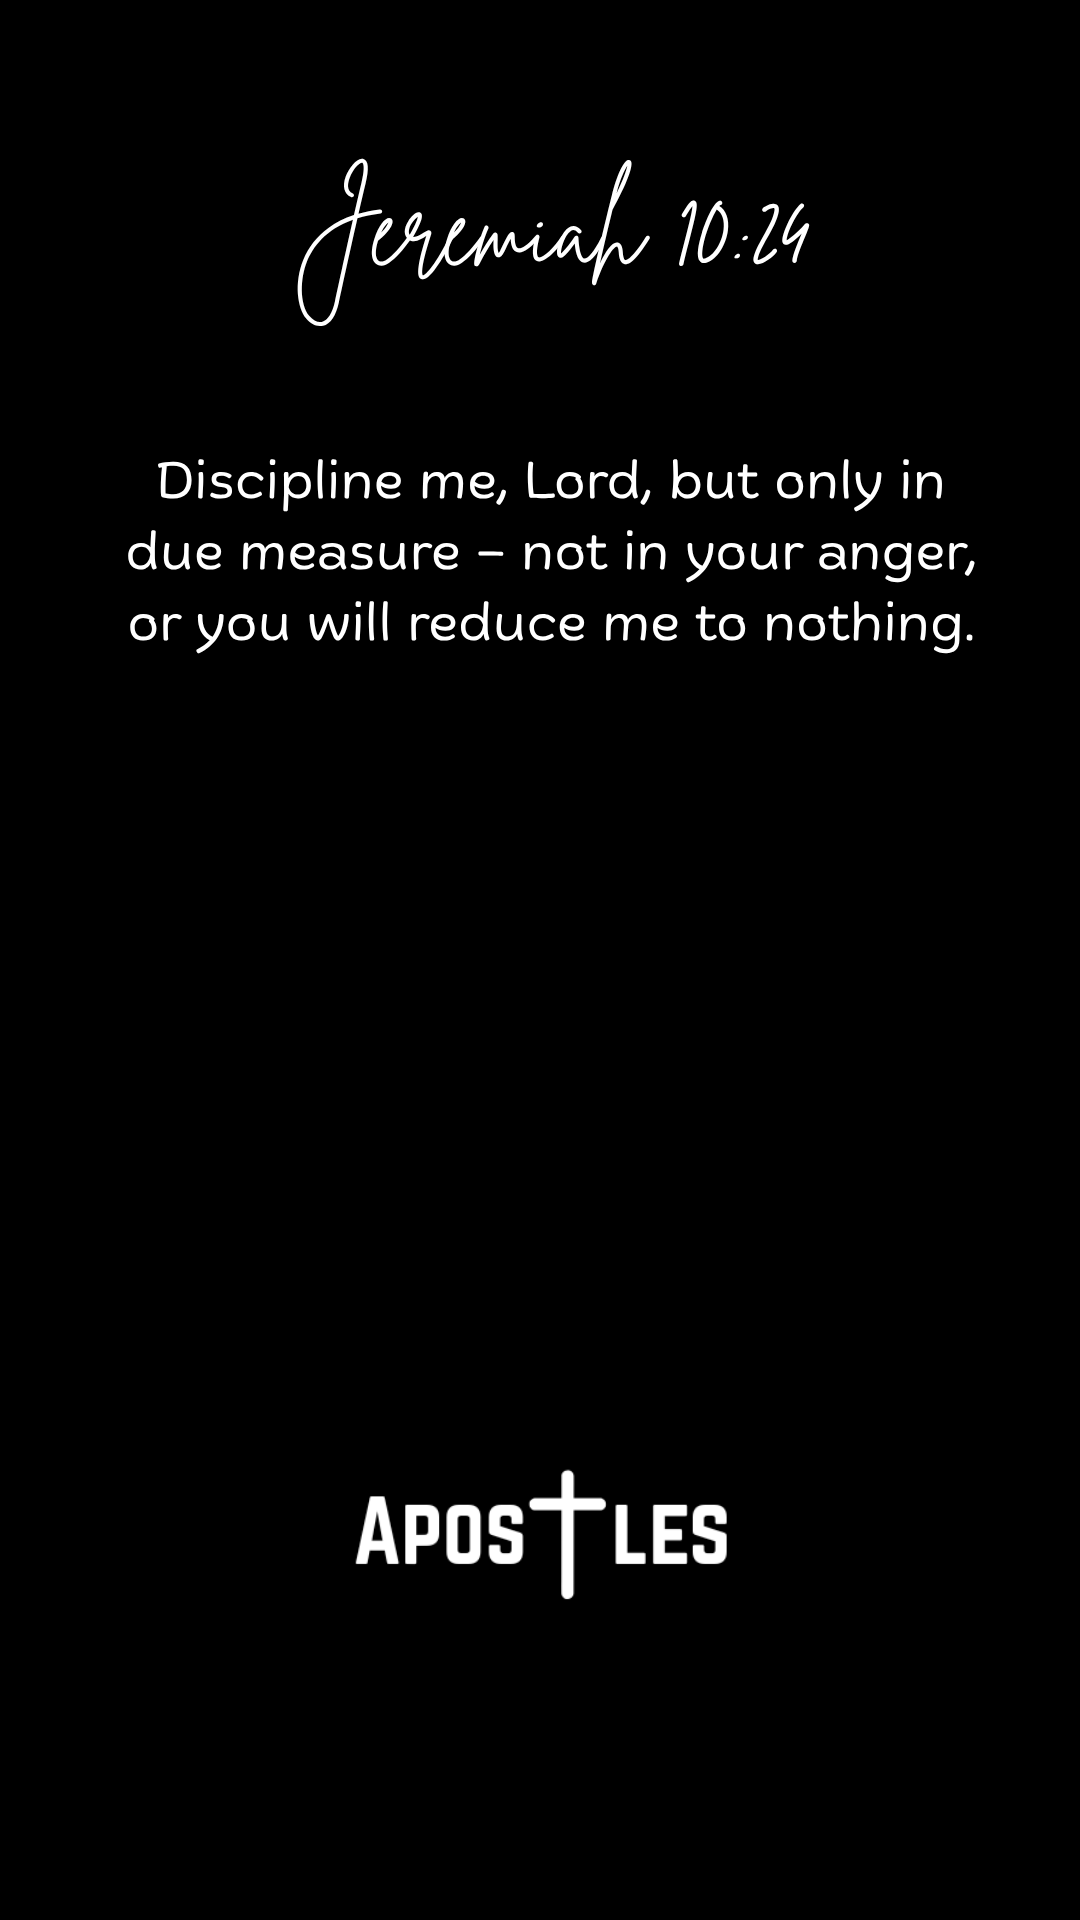 Jeremiah 10:24
Discipline me, Lord, but only in
due measure – not in your anger,
or you will reduce me to nothing.
APOSTLES